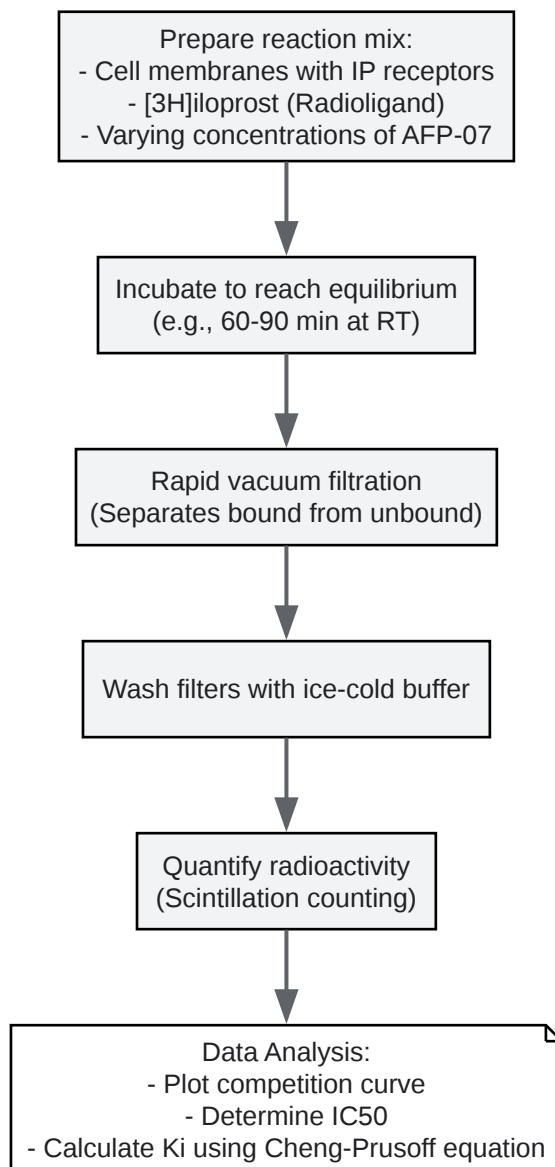 Prepare reaction mix:
- Cell membranes with IP receptors
- [3H]iloprost (Radioligand)
- Varying concentrations of AFP-07
Incubate to reach equilibrium
(e.g., 60-90 min at RT)
Rapid vacuum filtration
(Separates bound from unbound)
Wash filters with ice-cold buffer
Quantify radioactivity
(Scintillation counting)
Data Analysis:
- Plot competition curve
- Determine IC50
- Calculate Ki using Cheng-Prusoff equation